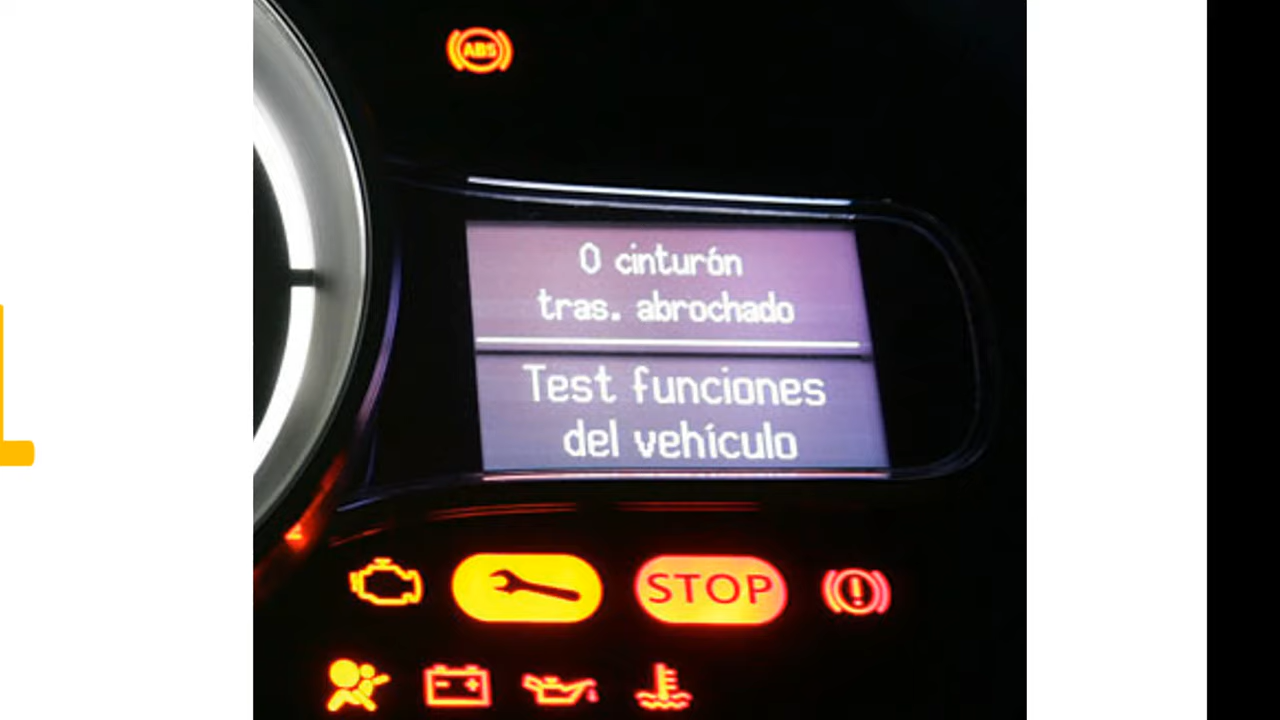 ABS
0 cinturón
tras. abrochado
Test funciones
del vehículo
STOP